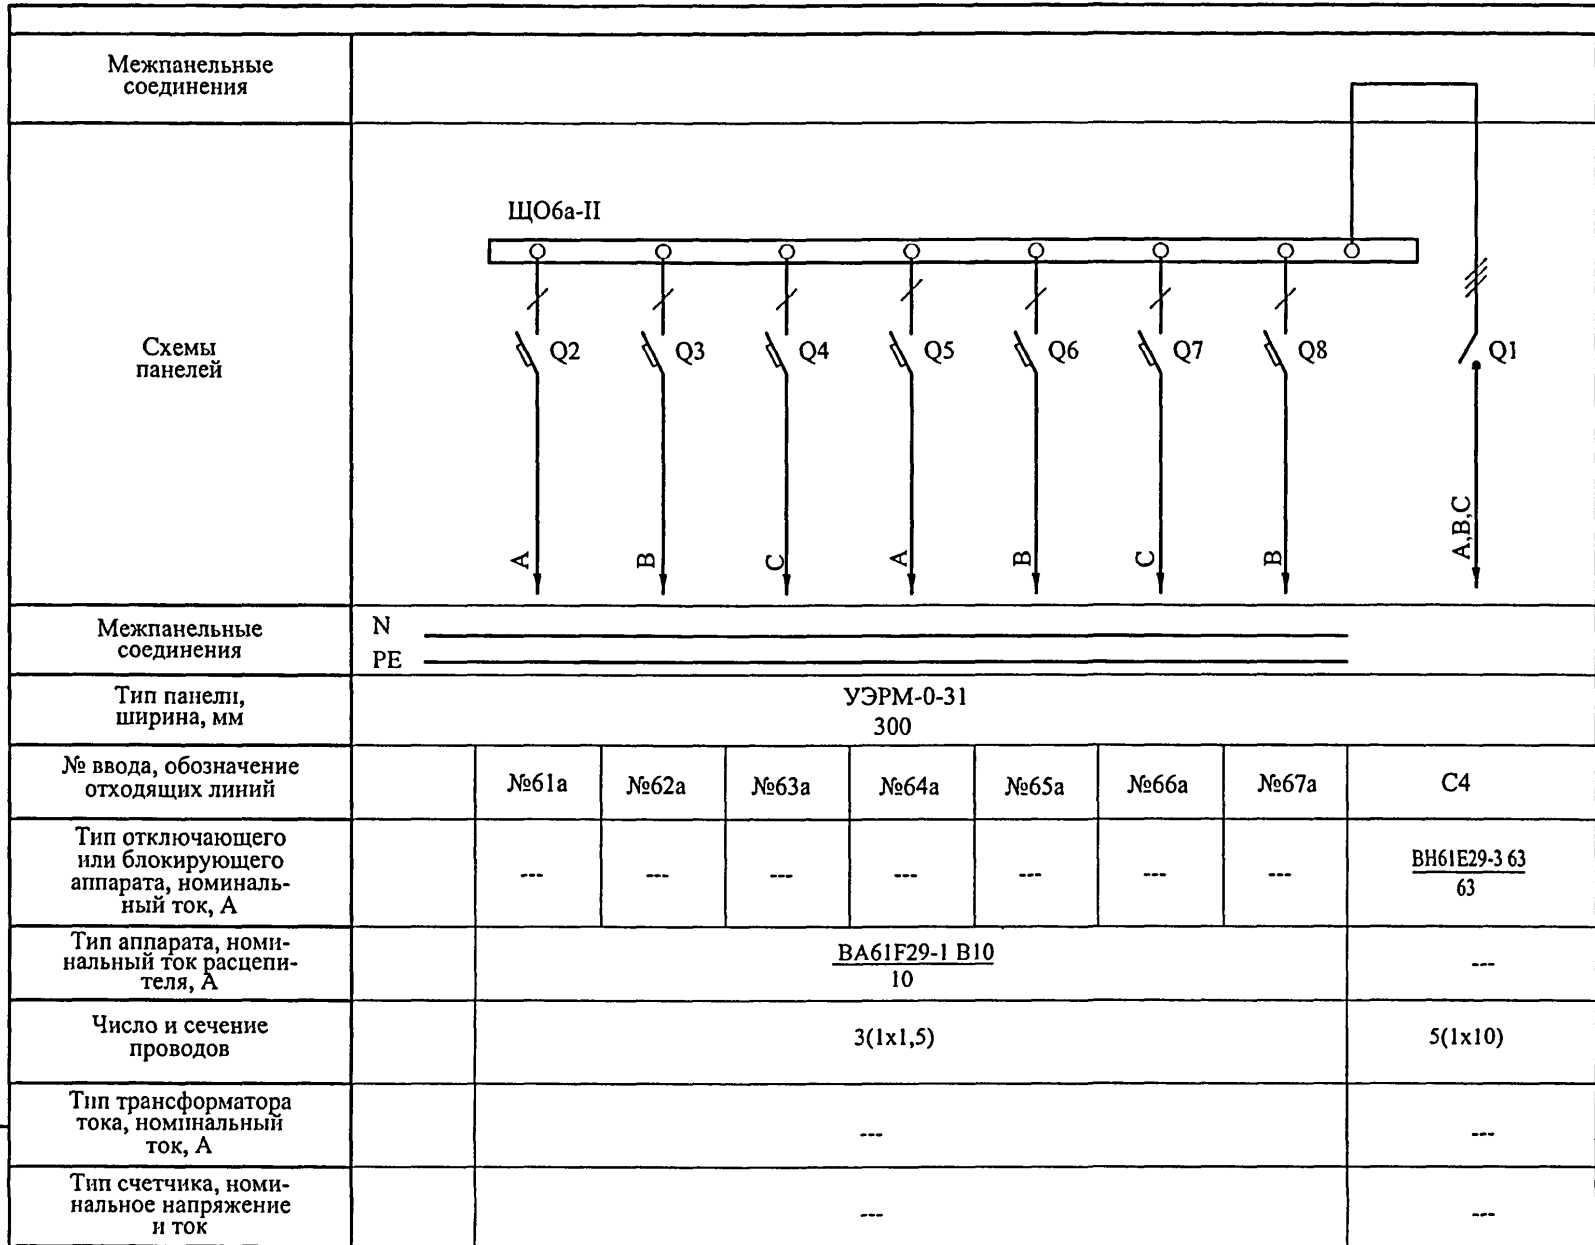 Межпанельные
соединения
Схемы
панелей
ЩО6а-II
Q2
Q3
Q4
Q5
Q6
Q7
Q8
Q1
A
B
C
A
B
C
B
A,B,C
Межпанельные
соединения
N
PE
Тип панели,
ширина, мм
УЭРМ-0-31
300
№ ввода, обозначение
отходящих линий
№61а
№62а
№63а
№64а
№65а
№66а
№67а
С4
Тип отключающего
или блокирующего
аппарата, номиналь-
ный ток, А
---
---
---
---
---
---
---
ВН61Е29-3 63
63
Тип аппарата, номи-
нальный ток расцепи-
теля, А
ВА61F29-1 В10
10
---
Число и сечение
проводов
3(1х1,5)
5(1х10)
Тип трансформатора
тока, номинальный
ток, А
---
---
Тип счетчика, номи-
нальное напряжение
и ток
---
---